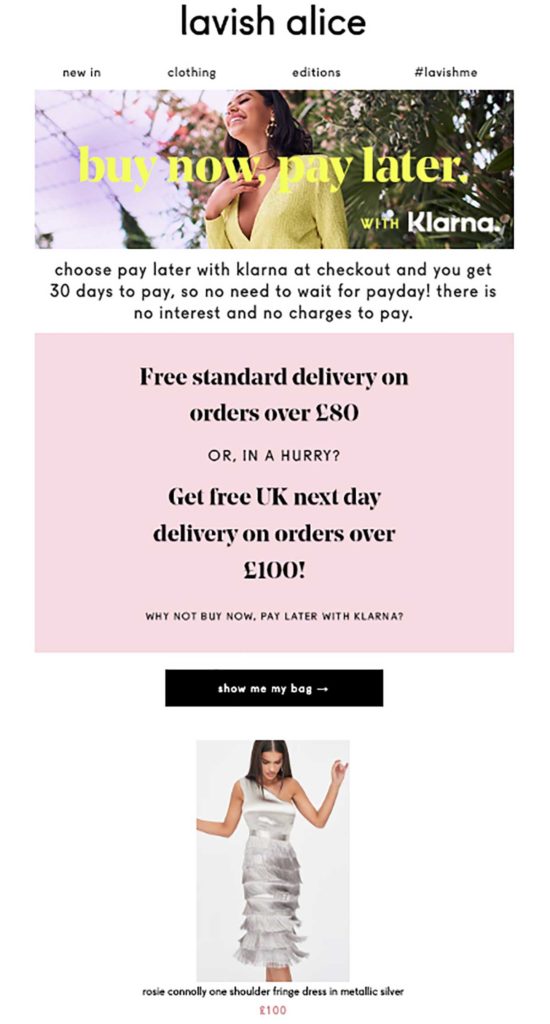 lavish alice
new in clothing editions #lavishme
buy now, pay later.
WITH Klarna.
choose pay later with klarna at checkout and you get
30 days to pay, so no need to wait for payday! there is
no interest and no charges to pay.
Free standard delivery on
orders over £80
OR, IN A HURRY?
Get free UK next day
delivery on orders over
£100!
WHY NOT BUY NOW, PAY LATER WITH KLARNA?
show me my bag →
rosie connolly one shoulder fringe dress in metallic silver
£100